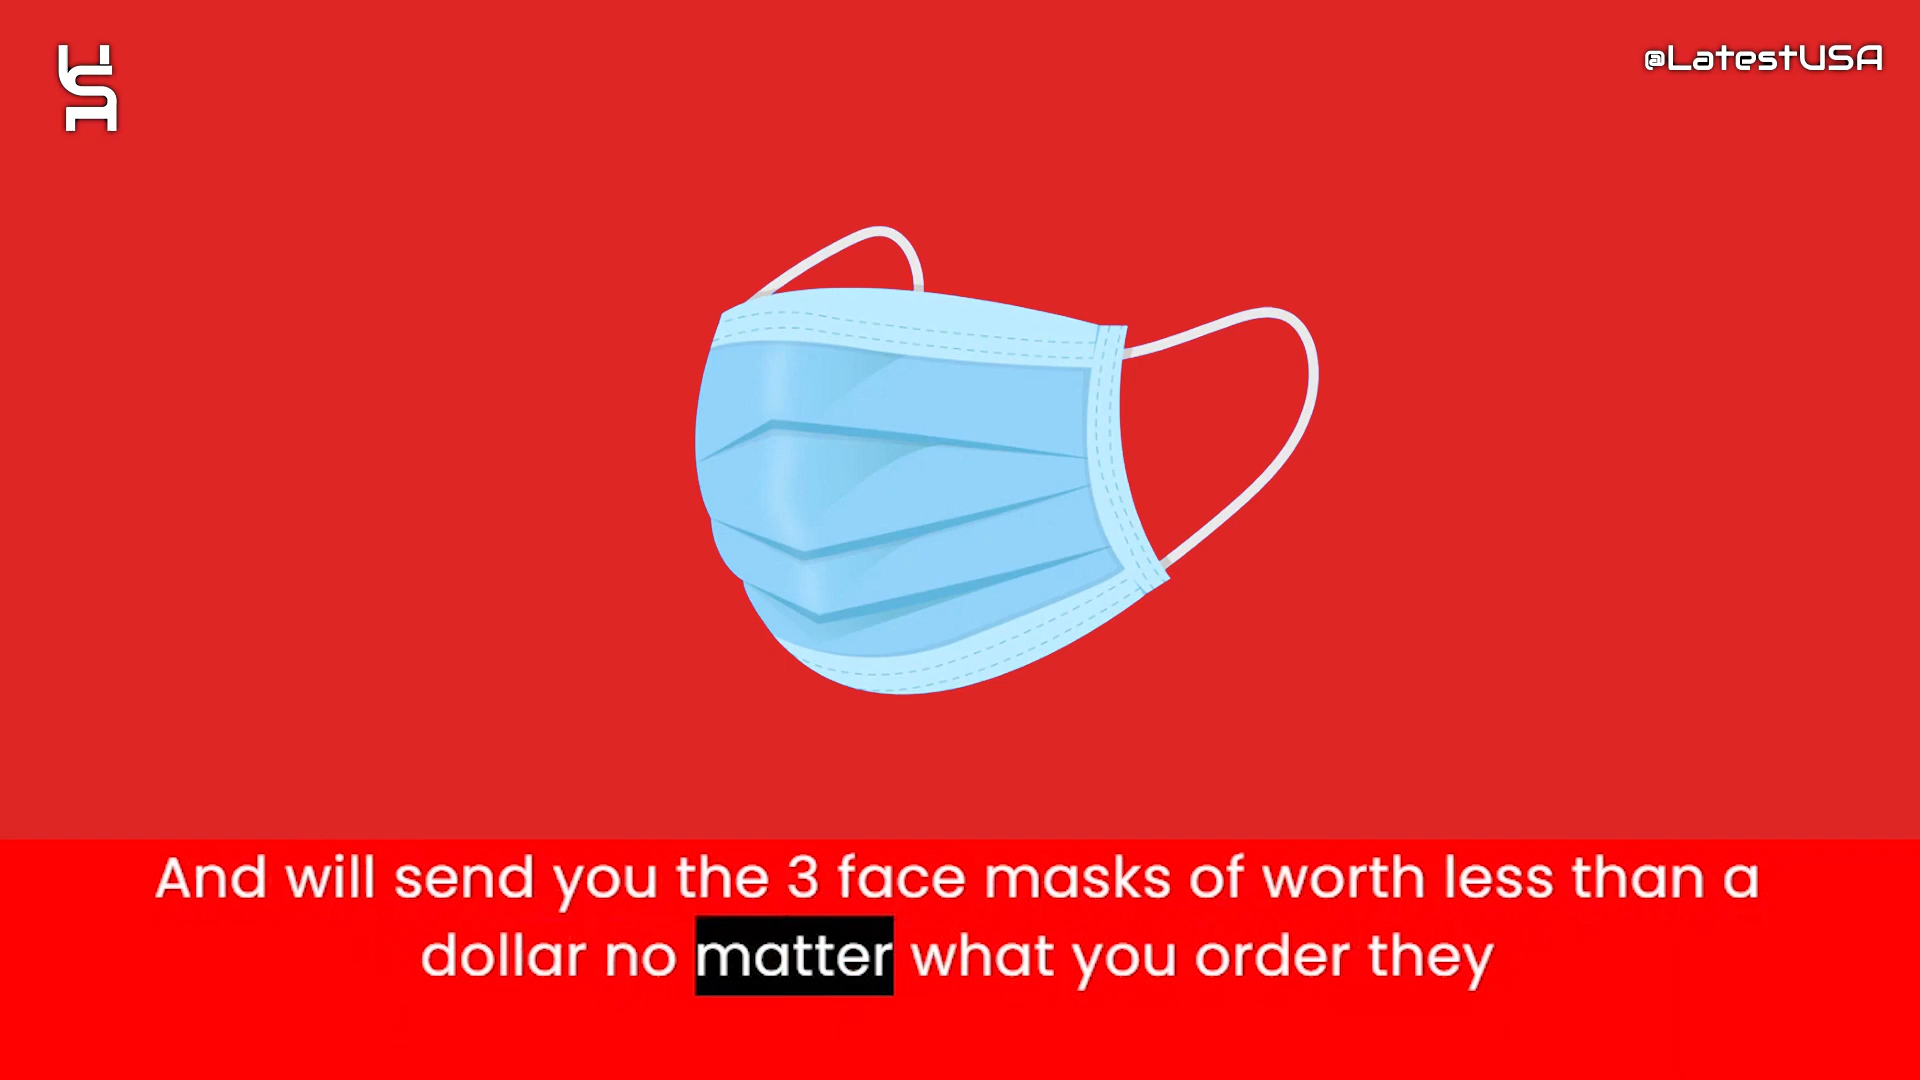 USA
@LatestUSA
And will send you the 3 face masks of worth less than a
dollar no matter what you order they